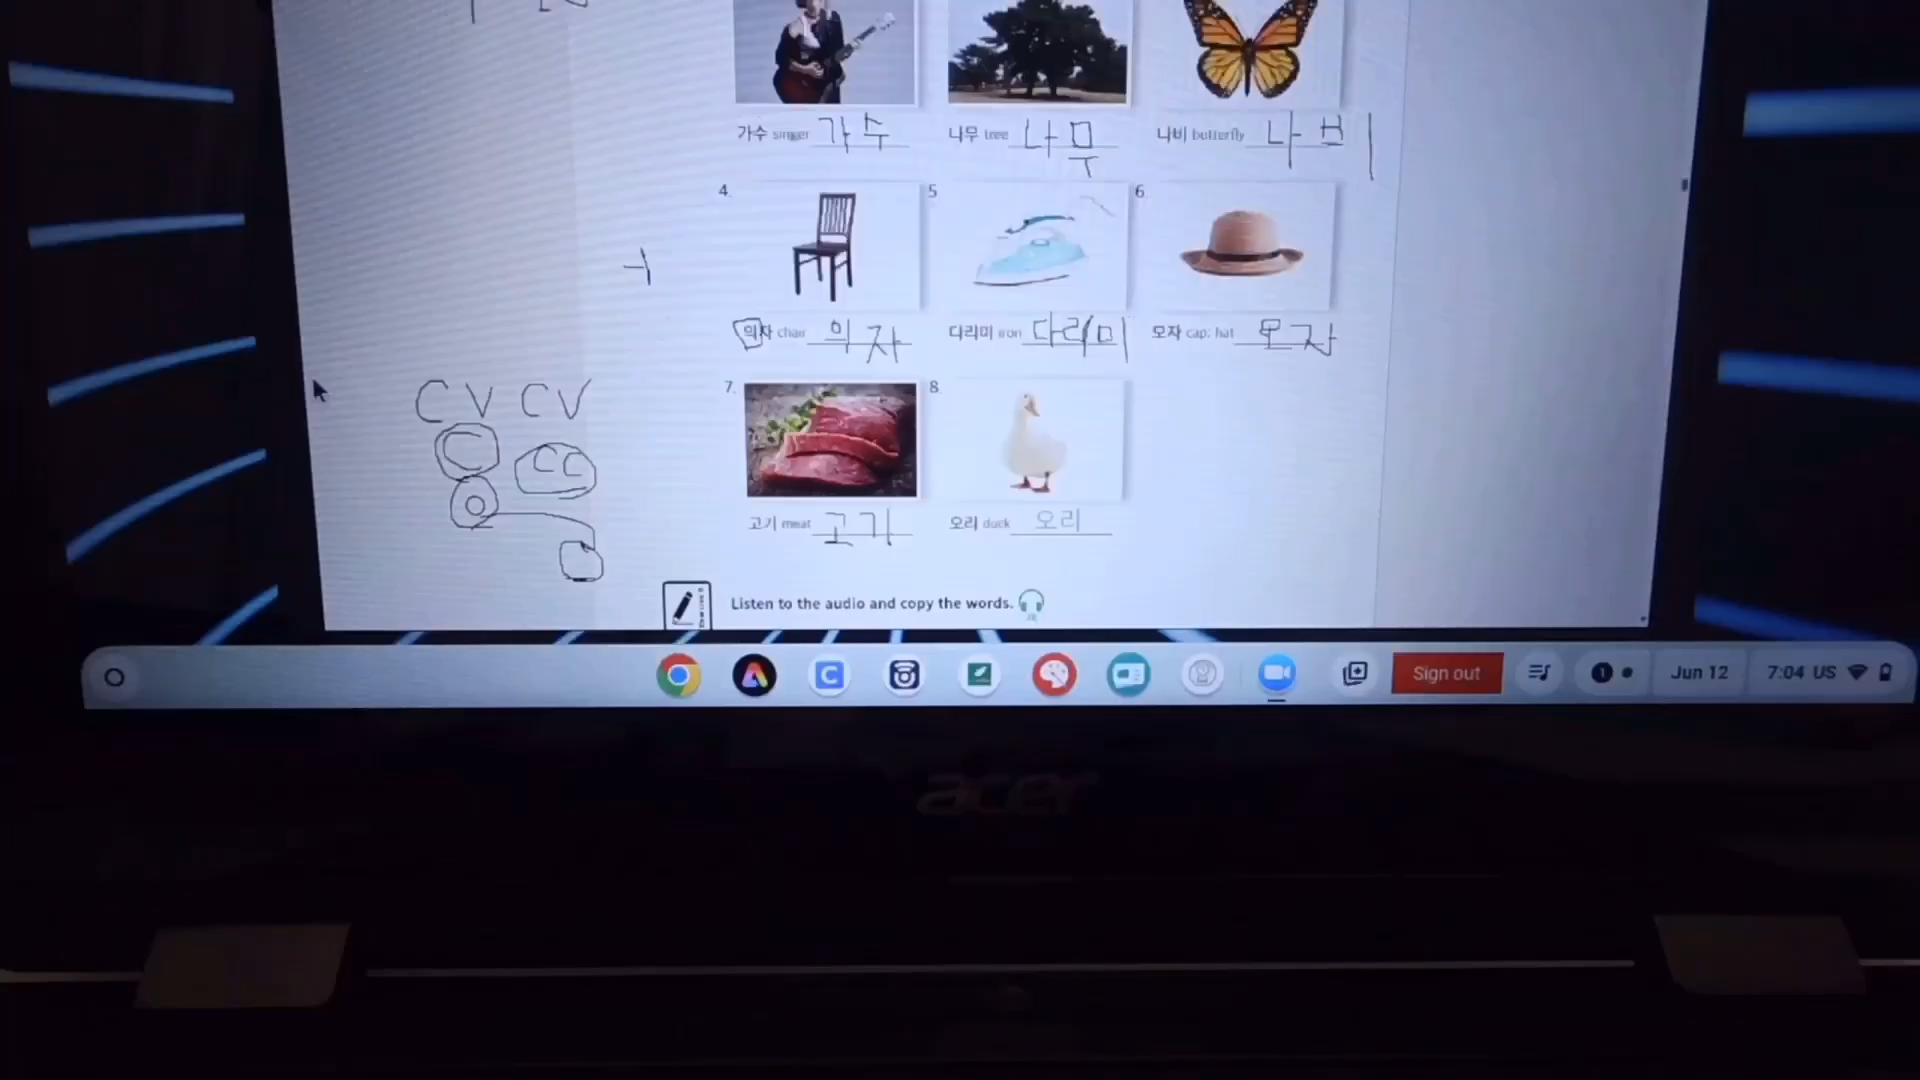 가수 singer 가수 나무 tree 나무 나비 butterfly 나비
4. 5 6
의자 chair 의자 다리미 iron 다리미 모자 cap; hat 모자
CV CV
C CC
7. 8.
고기 meat 고기 오리 duck 오리
Listen to the audio and copy the words.
Sign out 1 Jun 12 7:04 US
acer